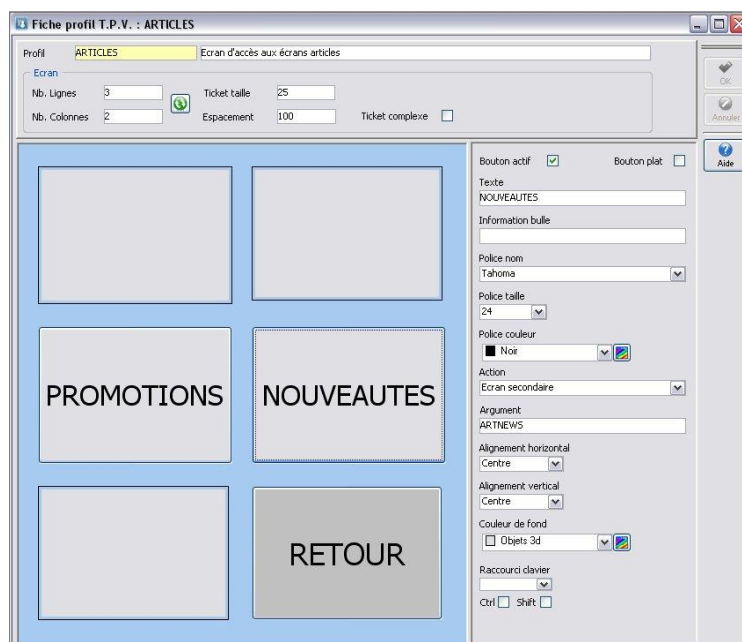 Fiche profil T.P.V. : ARTICLES
Profil ARTICLES Ecran d'accès aux écrans articles
Ecran
Nb. Lignes 3 Ticket taille 25
Nb. Colonnes 2 Espacement 100 Ticket complexe
OK
Annuler
Aide
Bouton actif Bouton plat
Texte
NOUVEAUTES
Information bulle
Police nom
Tahoma
Police taille
24
Police couleur
Noir
Action
Ecran secondaire
Argument
ARTNEWS
Alignement horizontal
Centre
Alignement vertical
Centre
Couleur de fond
Objets 3d
Raccourci clavier
Ctrl Shift
PROMOTIONS NOUVEAUTES
RETOUR